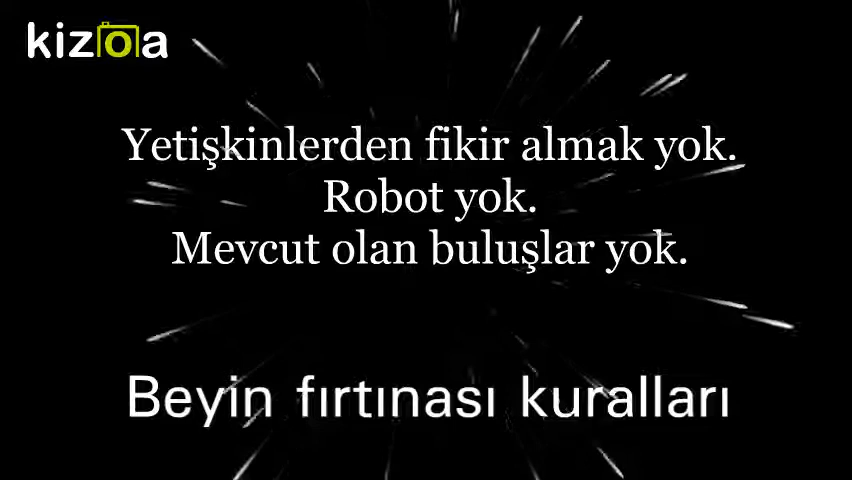 kizoa
Yetişkinlerden fikir almak yok.
Robot yok.
Mevcut olan buluşlar yok.
Beyin fırtınası kuralları